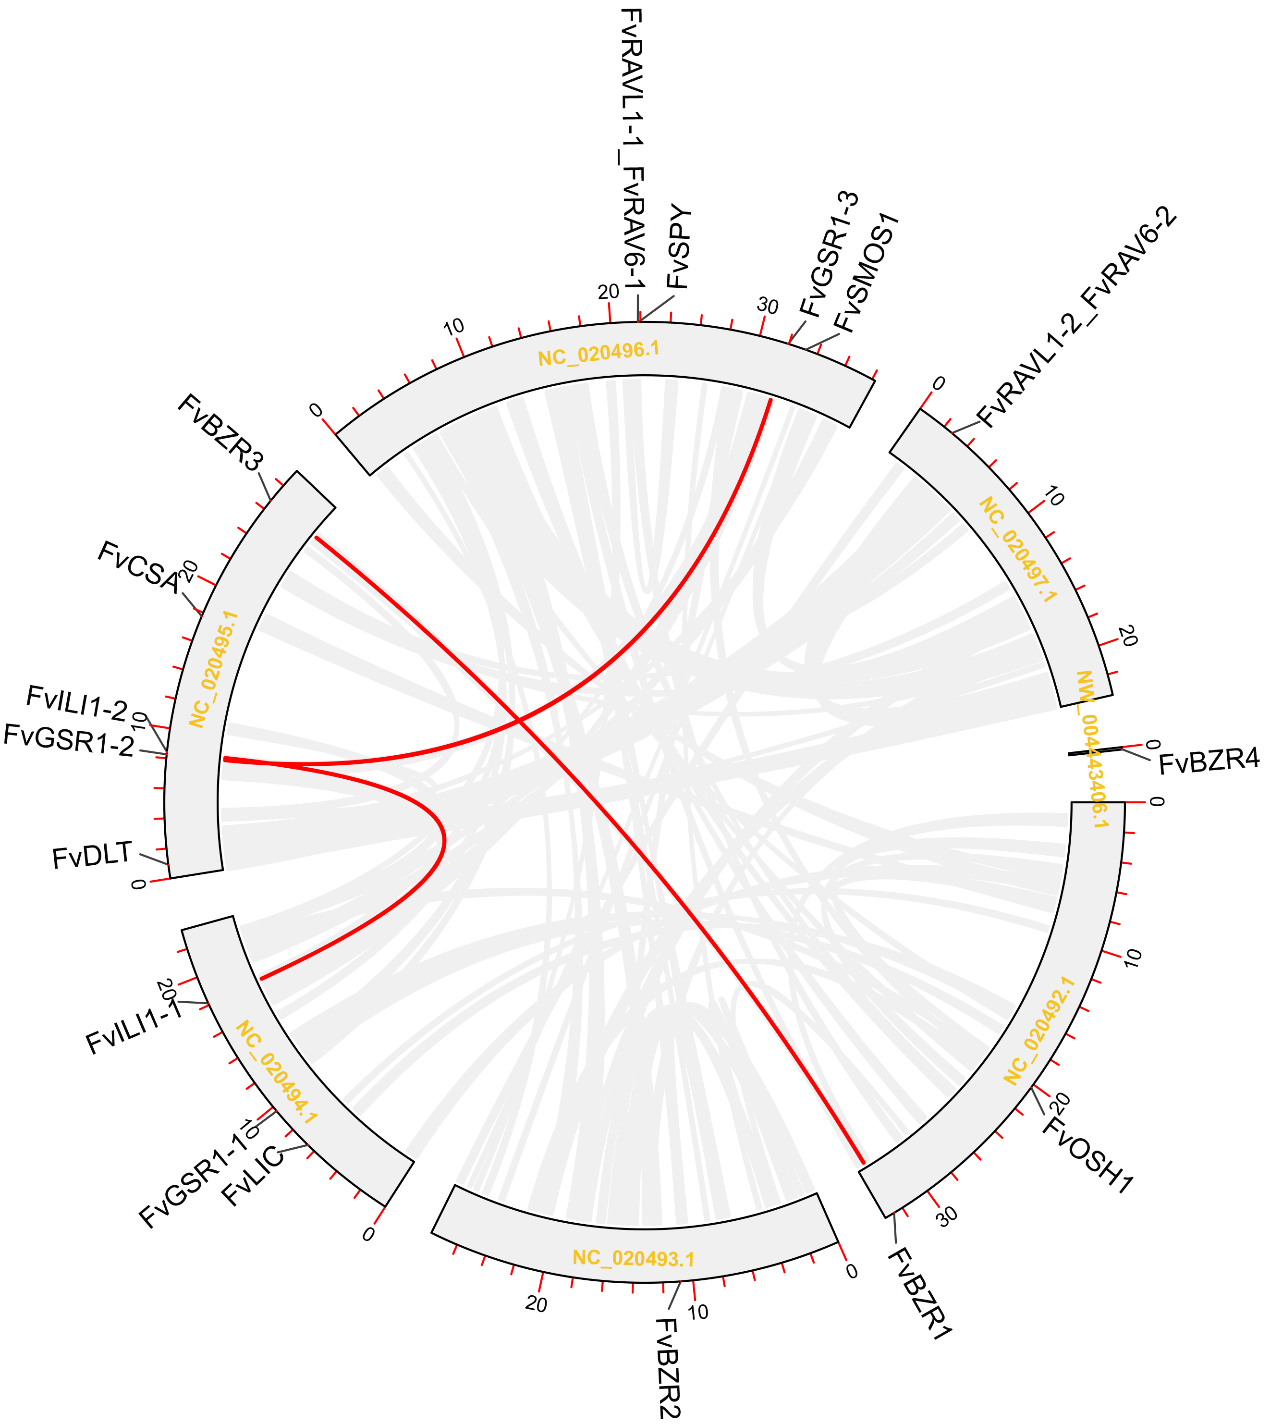 FvRAVL1-1_FvRAV6-1
FvSPY
FvGSR1-3
FvSMOS1
FvRAVL1-2_FvRAV6-2
0
10
20
30
NC_020496.1
0
10
20
NC_020497.1
NW_004443406.1
0
FvBZR4
0
10
20
30
NC_020492.1
FvOSH1
FvBZR1
0
10
20
NC_020493.1
FvBZR2
0
10
20
NC_020494.1
FvLIC
FvGSR1-1
FvILI1-1
0
10
20
NC_020495.1
FvDLT
FvGSR1-2
FvILI1-2
FvCSA
FvBZR3